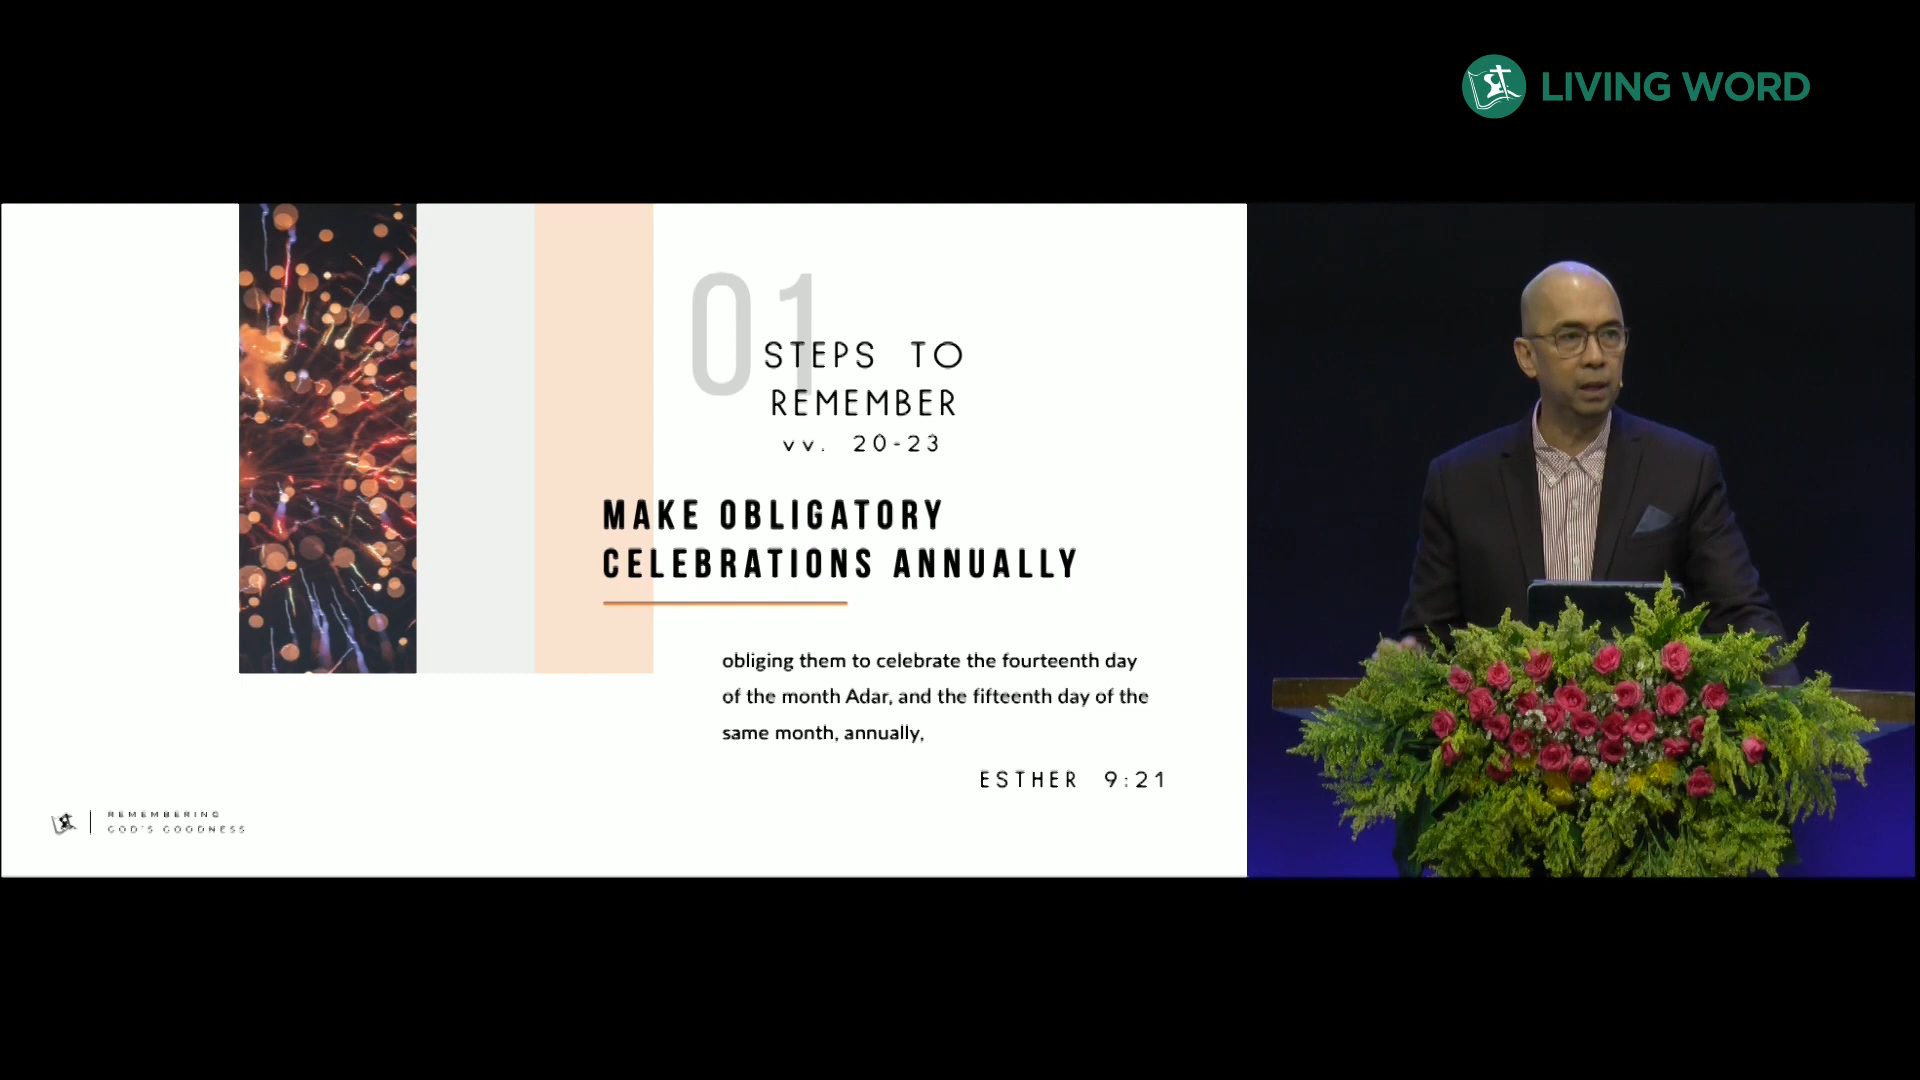 LIVING WORD
01
STEPS TO
REMEMBER
vv. 20-23
MAKE OBLIGATORY
CELEBRATIONS ANNUALLY
obliging them to celebrate the fourteenth day
of the month Adar, and the fifteenth day of the
same month, annually,
ESTHER 9:21
REMEMBERING
GOD'S GOODNESS